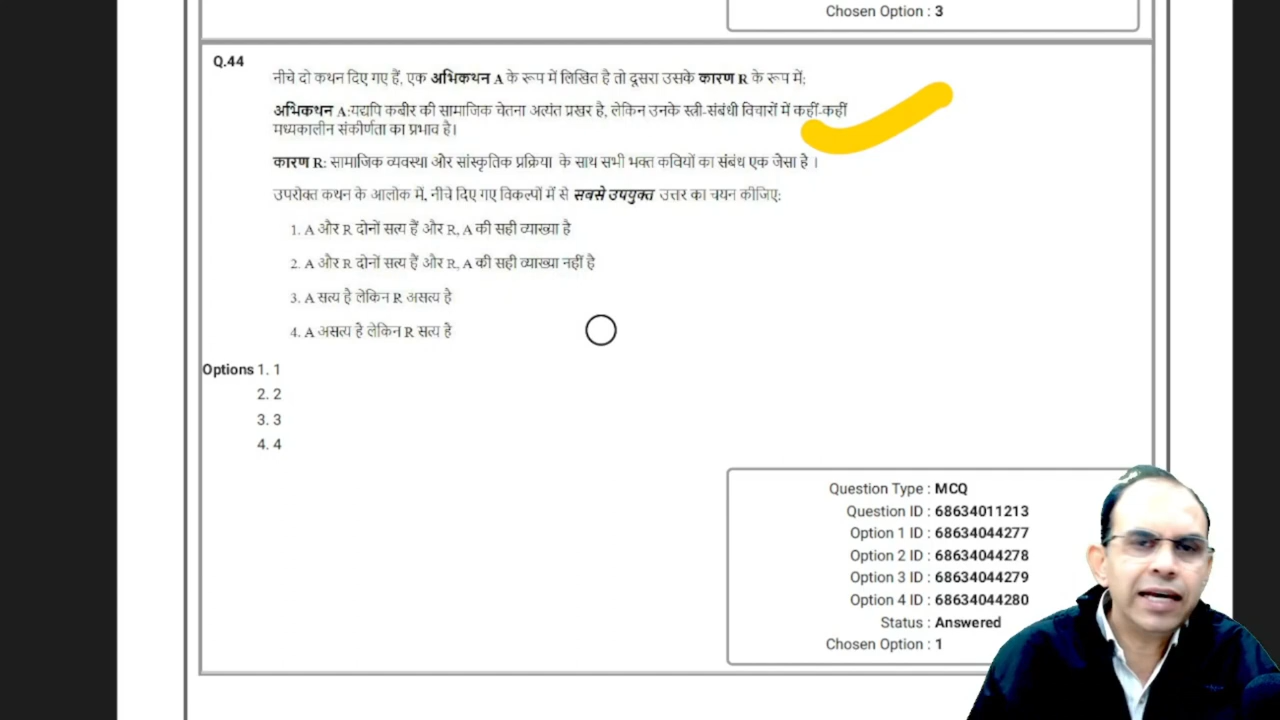 Chosen Option : 3
Q.44
नीचे दो कथन दिए गए हैं, एक अभिकथन A के रूप में लिखित है तो दूसरा उसके कारण R के रूप में;
अभिकथन A:यद्यपि कबीर की सामाजिक चेतना अत्यंत प्रखर है, लेकिन उनके स्त्री-संबंधी विचारों में कहीं-कहीं
मध्यकालीन संकीर्णता का प्रभाव है।
कारण R: सामाजिक व्यवस्था और सांस्कृतिक प्रक्रिया के साथ सभी भक्त कवियों का संबंध एक जैसा है ।
उपरोक्त कथन के आलोक में, नीचे दिए गए विकल्पों में से सबसे उपयुक्त उत्तर का चयन कीजिए:
1. A और R दोनों सत्य हैं और R, A की सही व्याख्या है
2. A और R दोनों सत्य हैं और R, A की सही व्याख्या नहीं है
3. A सत्य है लेकिन R असत्य है
4. A असत्य है लेकिन R सत्य है
Options 1. 1
2. 2
3. 3
4. 4
Question Type : MCQ
Question ID : 68634011213
Option 1 ID : 68634044277
Option 2 ID : 68634044278
Option 3 ID : 68634044279
Option 4 ID : 68634044280
Status : Answered
Chosen Option : 1